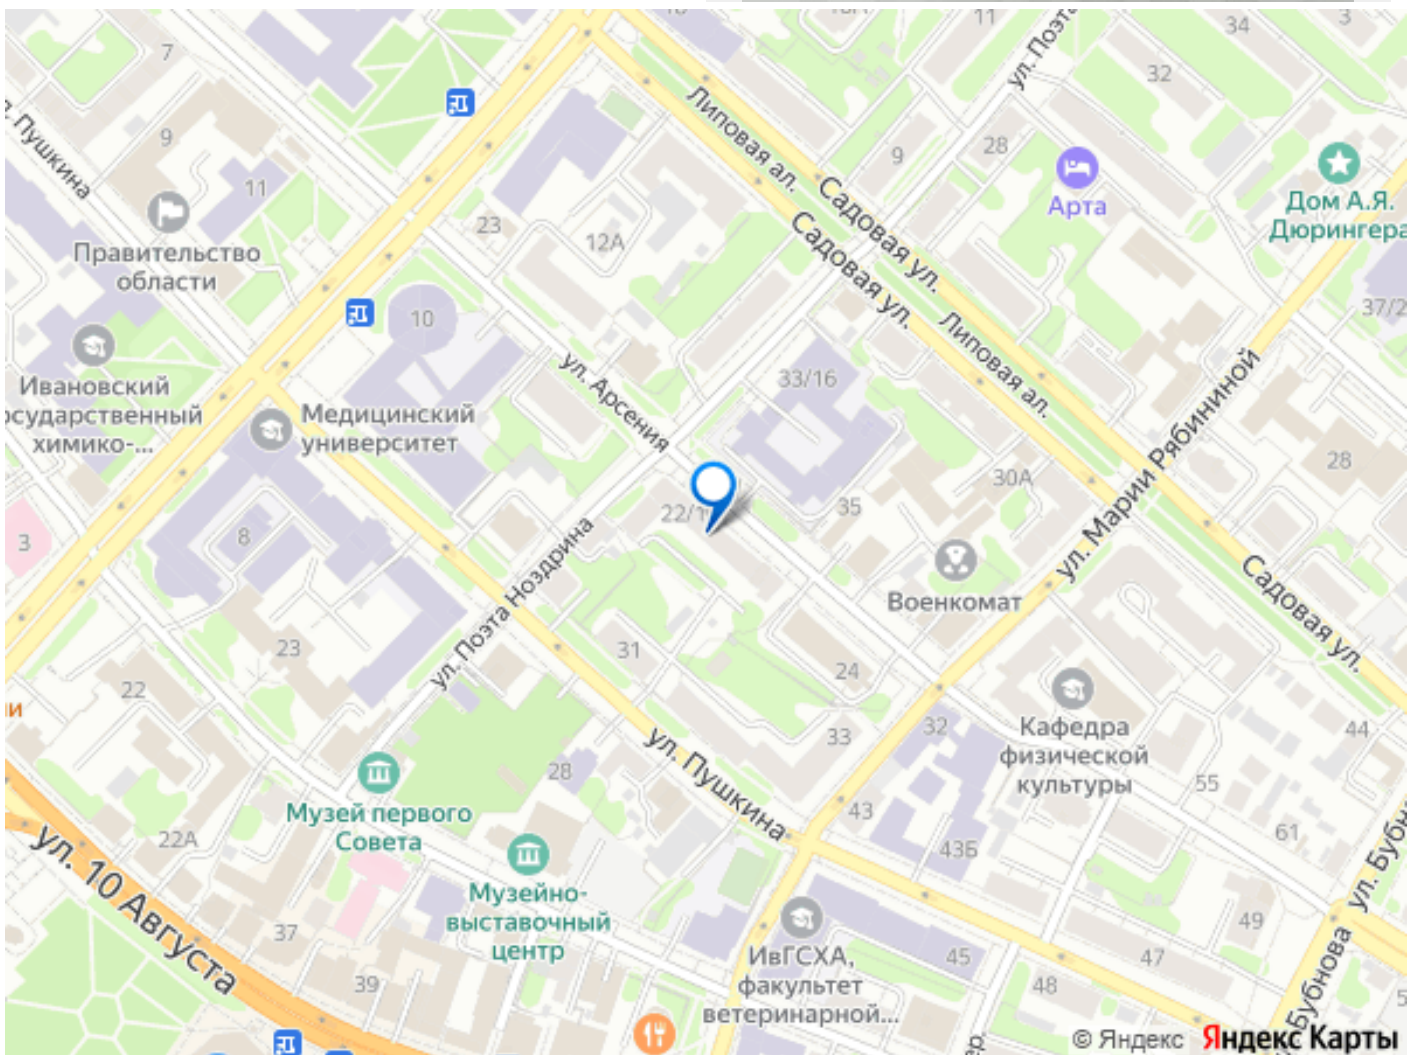 11
34
3
7
ул. Поэта
32
Липовая ал.
9
28
9
Пушкина
11
Арта
Дом А.Я.
Дюрингера
Правительство
области
23
12А
Садовая ул.
Садовая ул.
10
37/2
Липовая ал.
Ивановский
осударственный
химико-...
Медицинский
университет
ул. Арсения
33/16
ул. Марии Рябининой
28
30А
22/1
35
3
8
ул. Поэта Ноздрина
Военкомат
Садовая ул.
23
31
24
22
и
Кафедра
физической
культуры
32
33
44
ул. Пушкина
28
55
Музей первого
Совета
43
61
22А
43Б
ул. 10 Августа
Музейно-
выставочный
центр
ул. Бубно
49
37
ИвГСХА,
факультет
ветеринарной...
45
47
39
48
5
Бубнова
ер.
© Яндекс Яндекс Карты